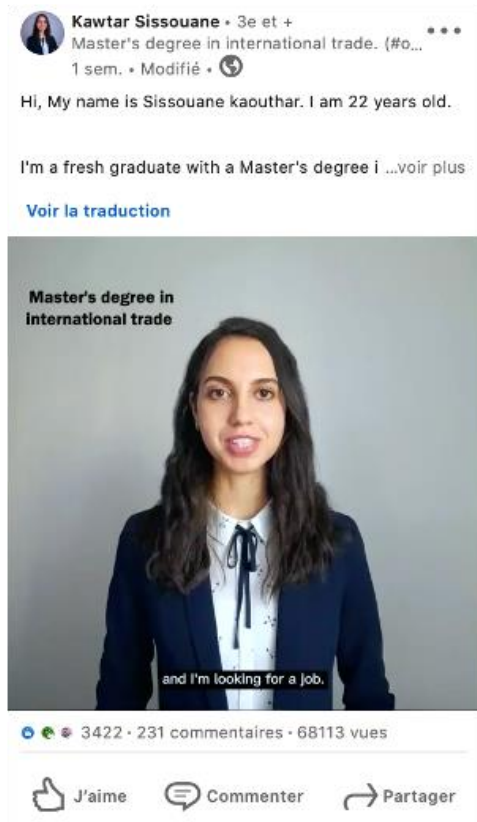 Kawtar Sissouane • 3e et +
Master's degree in international trade. (#o...
1 sem. • Modifié •
Hi, My name is Sissouane kaouthar. I am 22 years old.
I'm a fresh graduate with a Master's degree i ...voir plus
Voir la traduction
Master's degree in
international trade
and I'm looking for a job.
3422 · 231 commentaires · 68113 vues
J'aime
Commenter
Partager